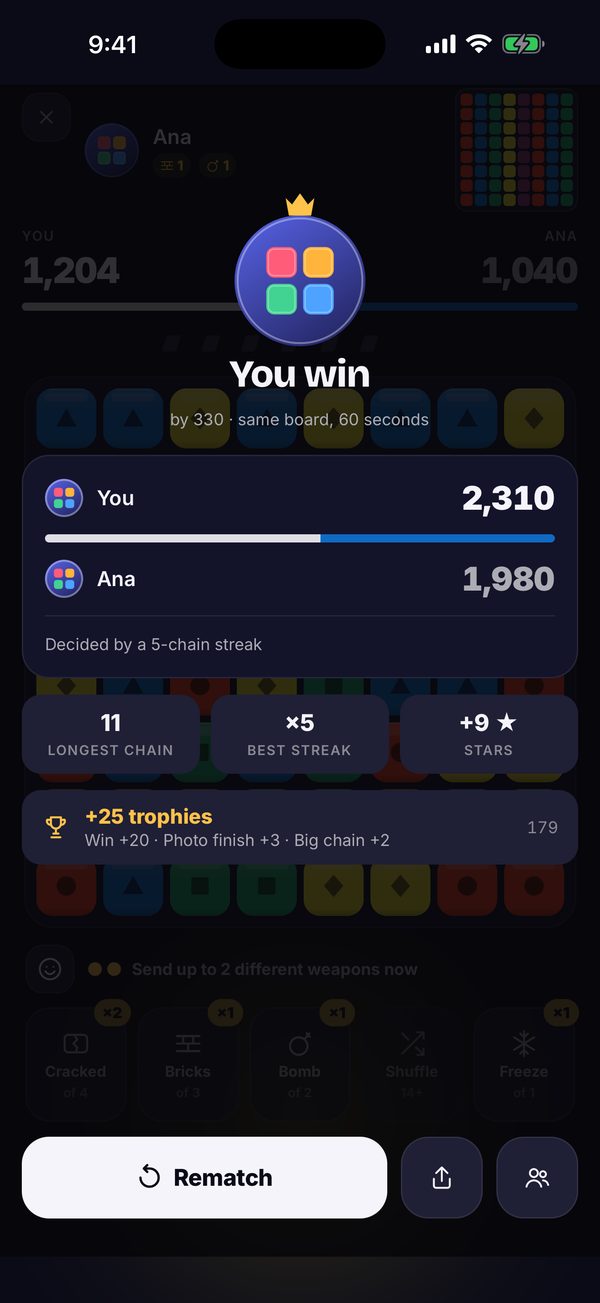 9:41
Ana
1 1
YOU ANA
1,204 1,040
You win
by 330 · same board, 60 seconds
You 2,310
Ana 1,980
Decided by a 5-chain streak
11 ×5 +9 ★
LONGEST CHAIN BEST STREAK STARS
+25 trophies
Win +20 · Photo finish +3 · Big chain +2 179
Send up to 2 different weapons now
×2 ×1 ×1 ×1
Cracked Bricks Bomb Shuffle Freeze
of 4 of 3 of 2 14+ of 1
Rematch